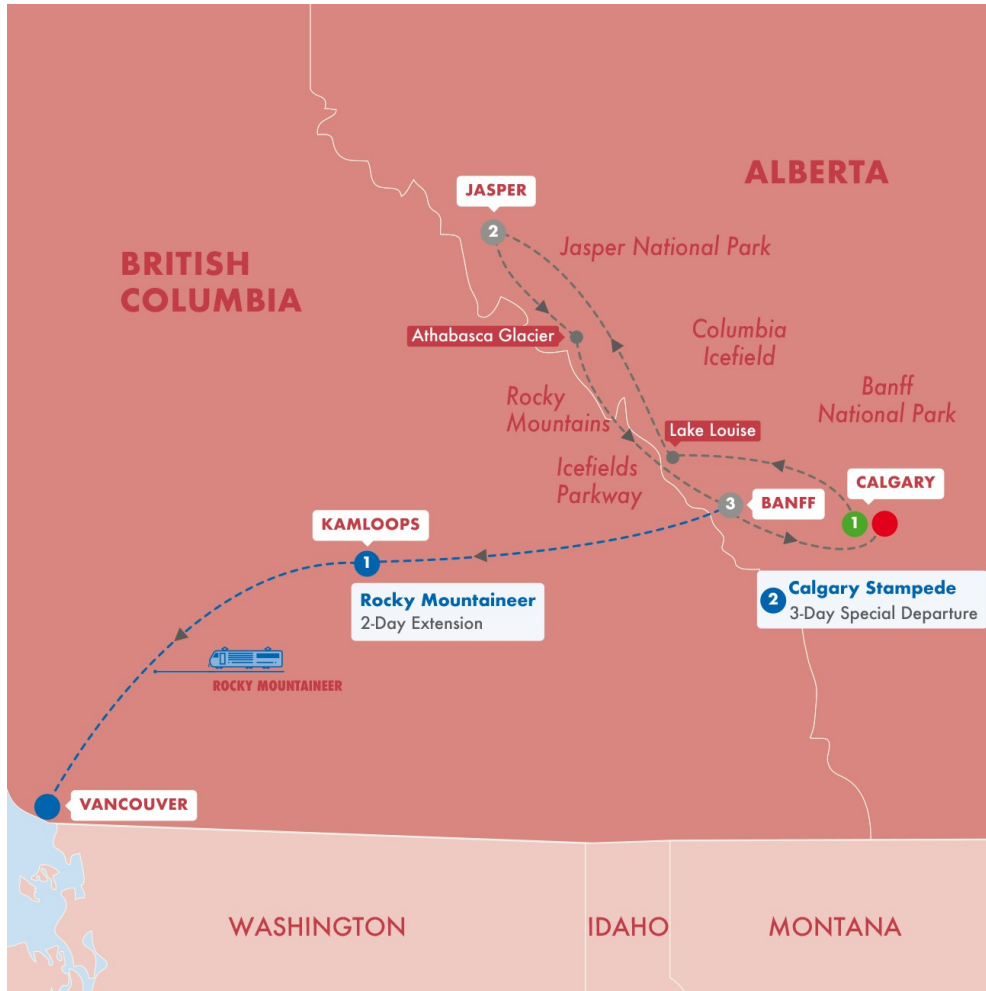 ALBERTA
JASPER
2
Jasper National Park
BRITISH
COLUMBIA
Athabasca Glacier
Columbia
Icefield
Banff
National Park
Rocky
Mountains
Lake Louise
Icefields
Parkway
CALGARY
1
3
BANFF
KAMLOOPS
1
Rocky Mountaineer
2-Day Extension
2
Calgary Stampede
3-Day Special Departure
ROCKY MOUNTAINEER
VANCOUVER
WASHINGTON
IDAHO
MONTANA